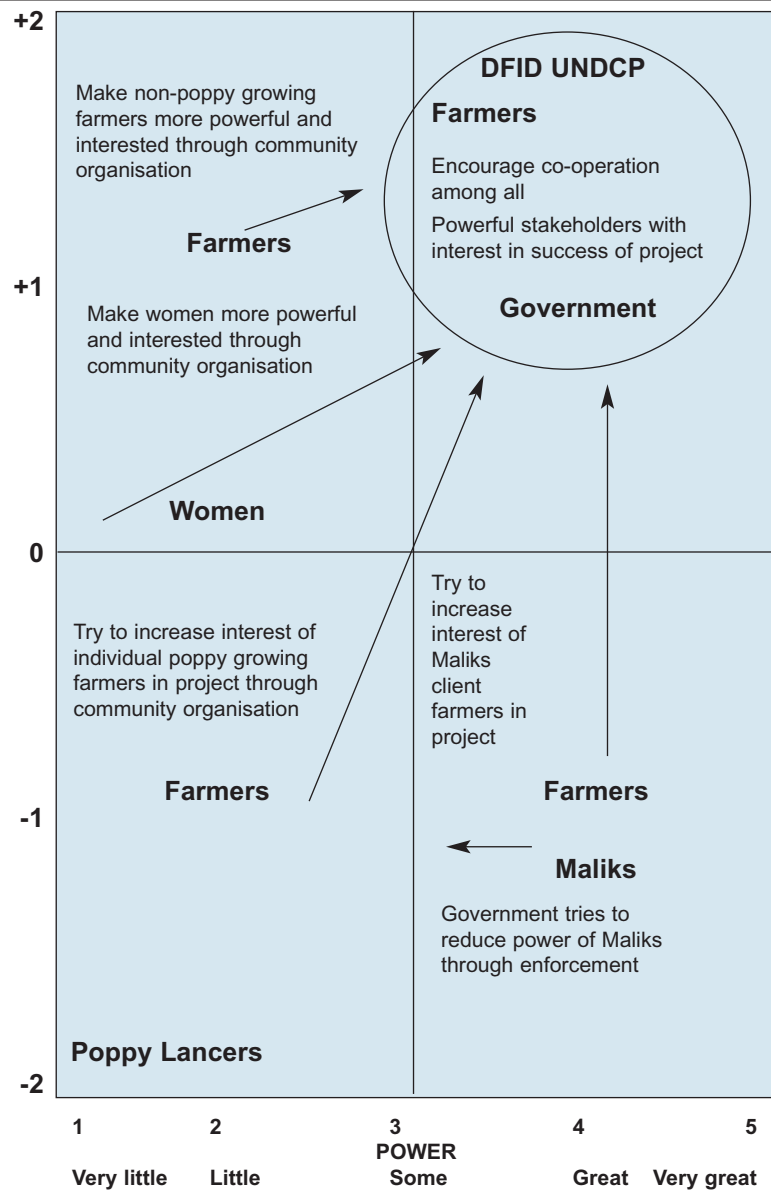 +2
DFID UNDCP
Make non-poppy growing
farmers more powerful and
interested through community
organisation
Farmers
Encourage co-operation
among all
Powerful stakeholders with
interest in success of project
Farmers
+1
Government
Make women more powerful
and interested through
community organisation
Women
0
Try to increase interest of
individual poppy growing
farmers in project through
community organisation
Try to
increase
interest of
Maliks
client
farmers in
project
Farmers
Farmers
-1
Maliks
Government tries to
reduce power of Maliks
through enforcement
Poppy Lancers
-2
1 2 3 4 5
POWER
Very little Little Some Great Very great